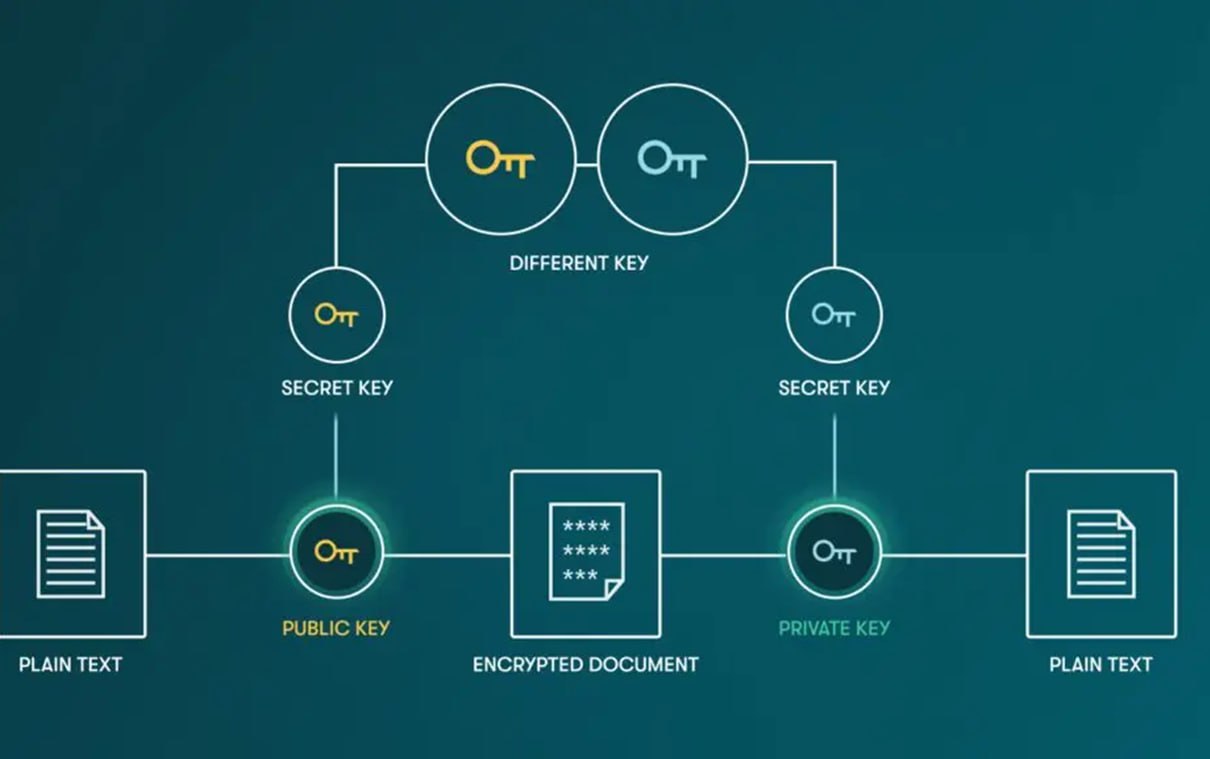 DIFFERENT KEY
SECRET KEY
SECRET KEY
****
****
***
PUBLIC KEY
PRIVATE KEY
PLAIN TEXT
ENCRYPTED DOCUMENT
PLAIN TEXT